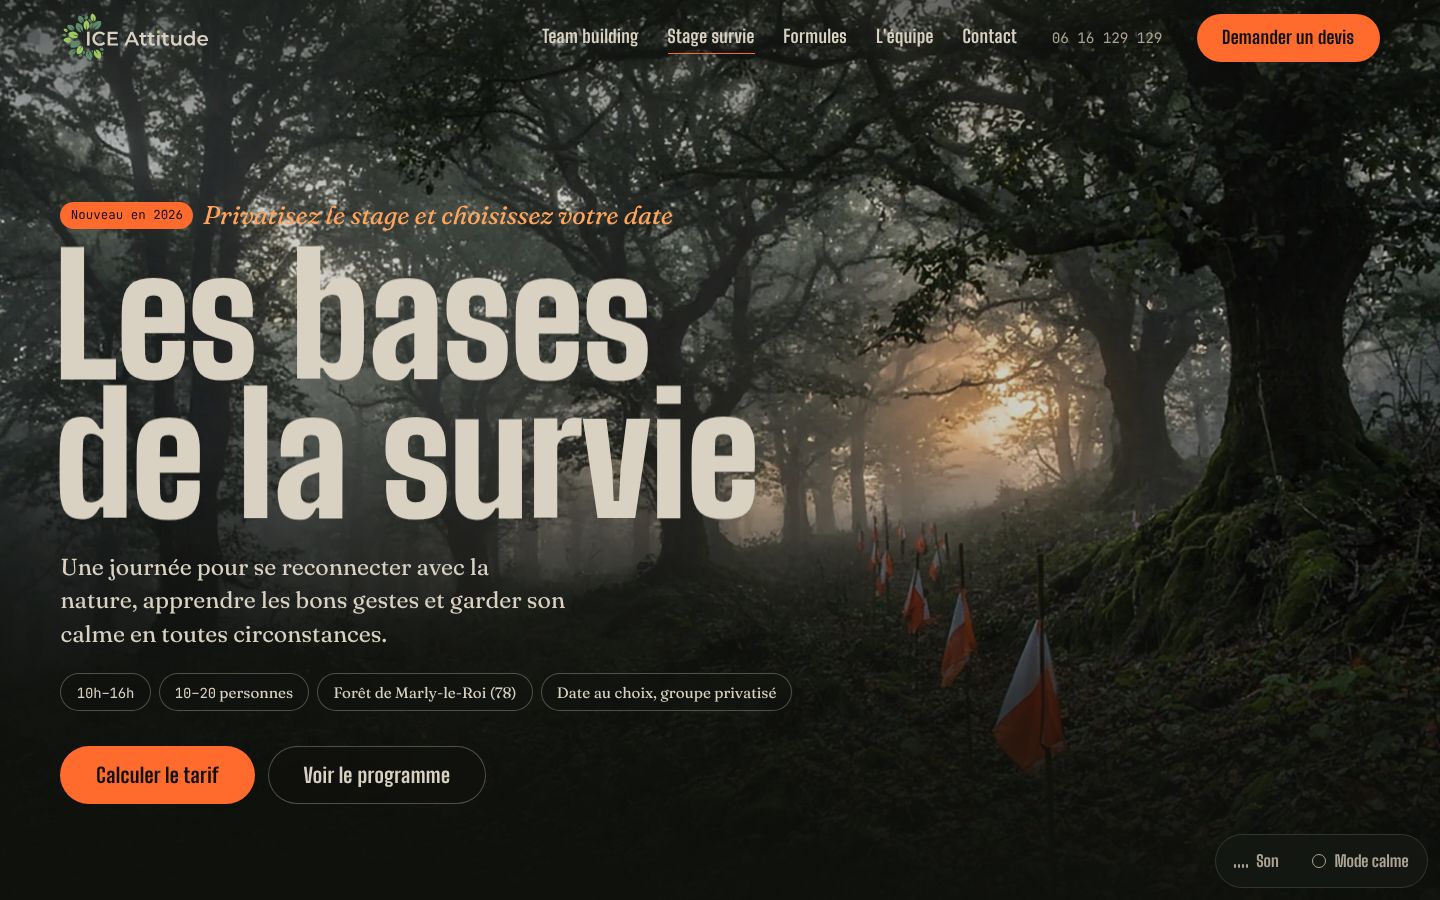 ICE Attitude
Team building
Stage survie
Formules
L'équipe
Contact
06 16 129 129
Demander un devis
Nouveau en 2026
Privatisez le stage et choisissez votre date
Les bases
de la survie
Une journée pour se reconnecter avec la
nature, apprendre les bons gestes et garder son
calme en toutes circonstances.
10h–16h
10–20 personnes
Forêt de Marly-le-Roi (78)
Date au choix, groupe privatisé
Calculer le tarif
Voir le programme
Son
Mode calme